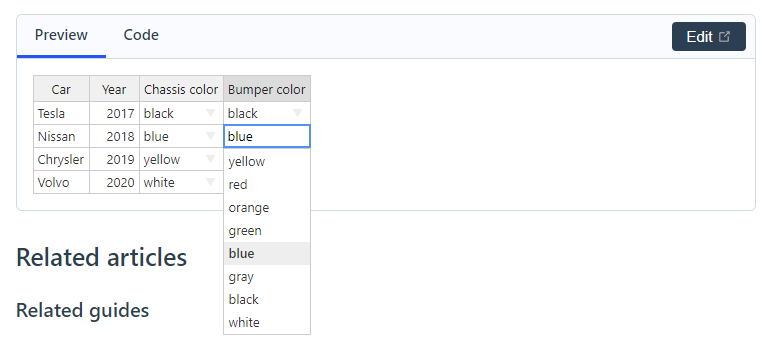 Preview Code Edit
Car Year Chassis color Bumper color
Tesla 2017 black black
Nissan 2018 blue blue
Chrysler 2019 yellow yellow
Volvo 2020 white red
orange
green
blue
gray
black
white
Related articles
Related guides